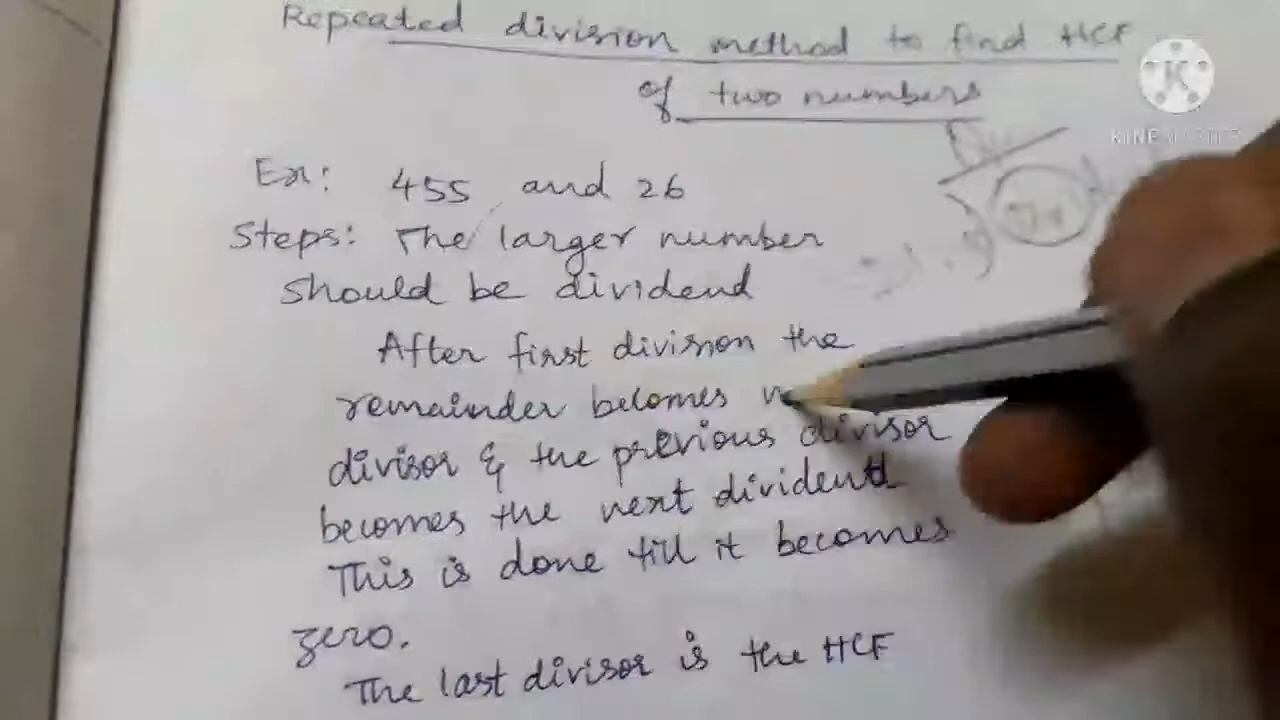 Repeated division method to find HCF
of two numbers
Ex: 455 and 26
Steps: The larger number
should be dividend
After first division the
remainder becomes
divisor & the previous divisor
becomes the next dividend
This is done till it becomes
zero.
The last divisor is the HCF
K
KINEMASTER